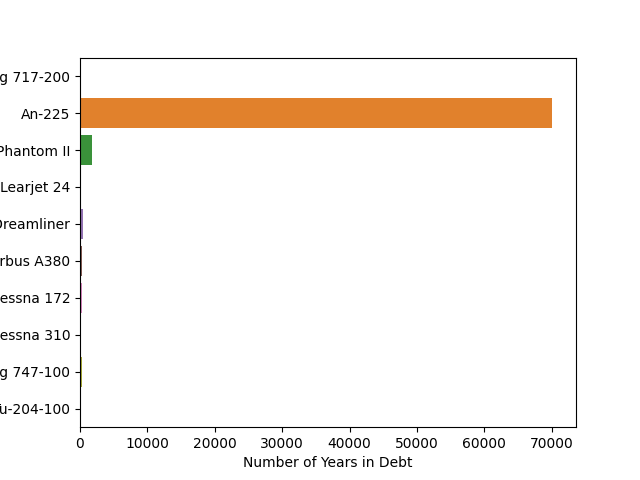 g 717-200
An-225
Phantom II
Learjet 24
Dreamliner
rbus A380
essna 172
essna 310
g 747-100
u-204-100
0 10000 20000 30000 40000 50000 60000 70000
Number of Years in Debt